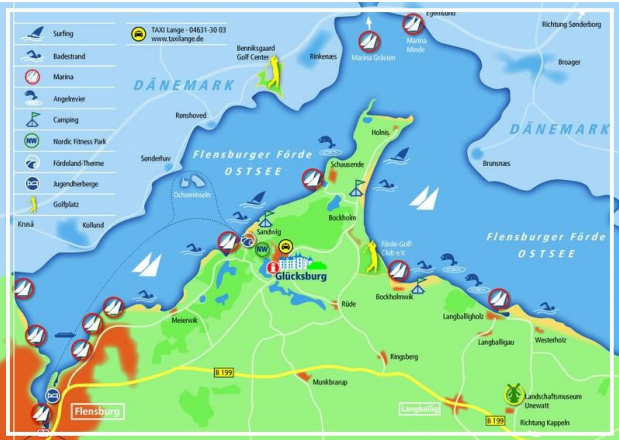 Surfing
Badestrand
Marina
Angelrevier
Camping
Nordic Fitness Park
Fördeland-Therme
Jugendherberge
Golfplatz
TAXI Lange · 04631-30 03
www.taxilange.de
Egernsund
Richtung Sønderborg
Marina
Minde
Marina Gråsten
Rinkenæs
Benniksgaard
Golf Center
Broager
DÄNEMARK
DÄNEMARK
Rønshoved
Holnis
Brunsnæs
Sønderhav
Flensburger Förde
OSTSEE
Schausende
Ochseninseln
Kruså
Kollund
Bockholm
Sandwig
NW
NW
Förde-Golf-
Club e.V.
Flensburger Förde
OSTSEE
Glücksburg
Bockholmwik
Rüde
Meierwik
Langballigholz
Langballigau
Westerholz
Ringsberg
B 199
Munkbrarup
Landschaftsmuseum
Unewatt
Flensburg
Langballig
B 199
Richtung Kappeln